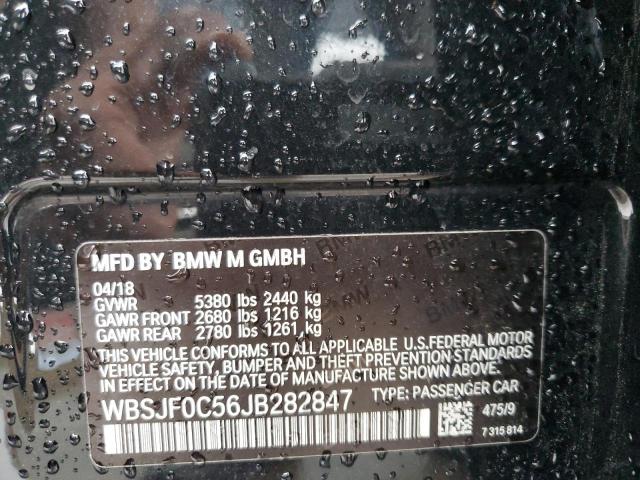 MFD BY BMW M GMBH
04/18
GVWR 5380 lbs 2440 kg
GAWR FRONT 2680 lbs 1216 kg
GAWR REAR 2780 lbs 1261 kg
THIS VEHICLE CONFORMS TO ALL APPLICABLE U.S.FEDERAL MOTOR
VEHICLE SAFETY, BUMPER, AND THEFT PREVENTION STANDARDS
IN EFFECT ON THE DATE OF MANUFACTURE SHOWN ABOVE.
WBSJF0C56JB282847 TYPE: PASSENGER CAR
475/9
7 315 814